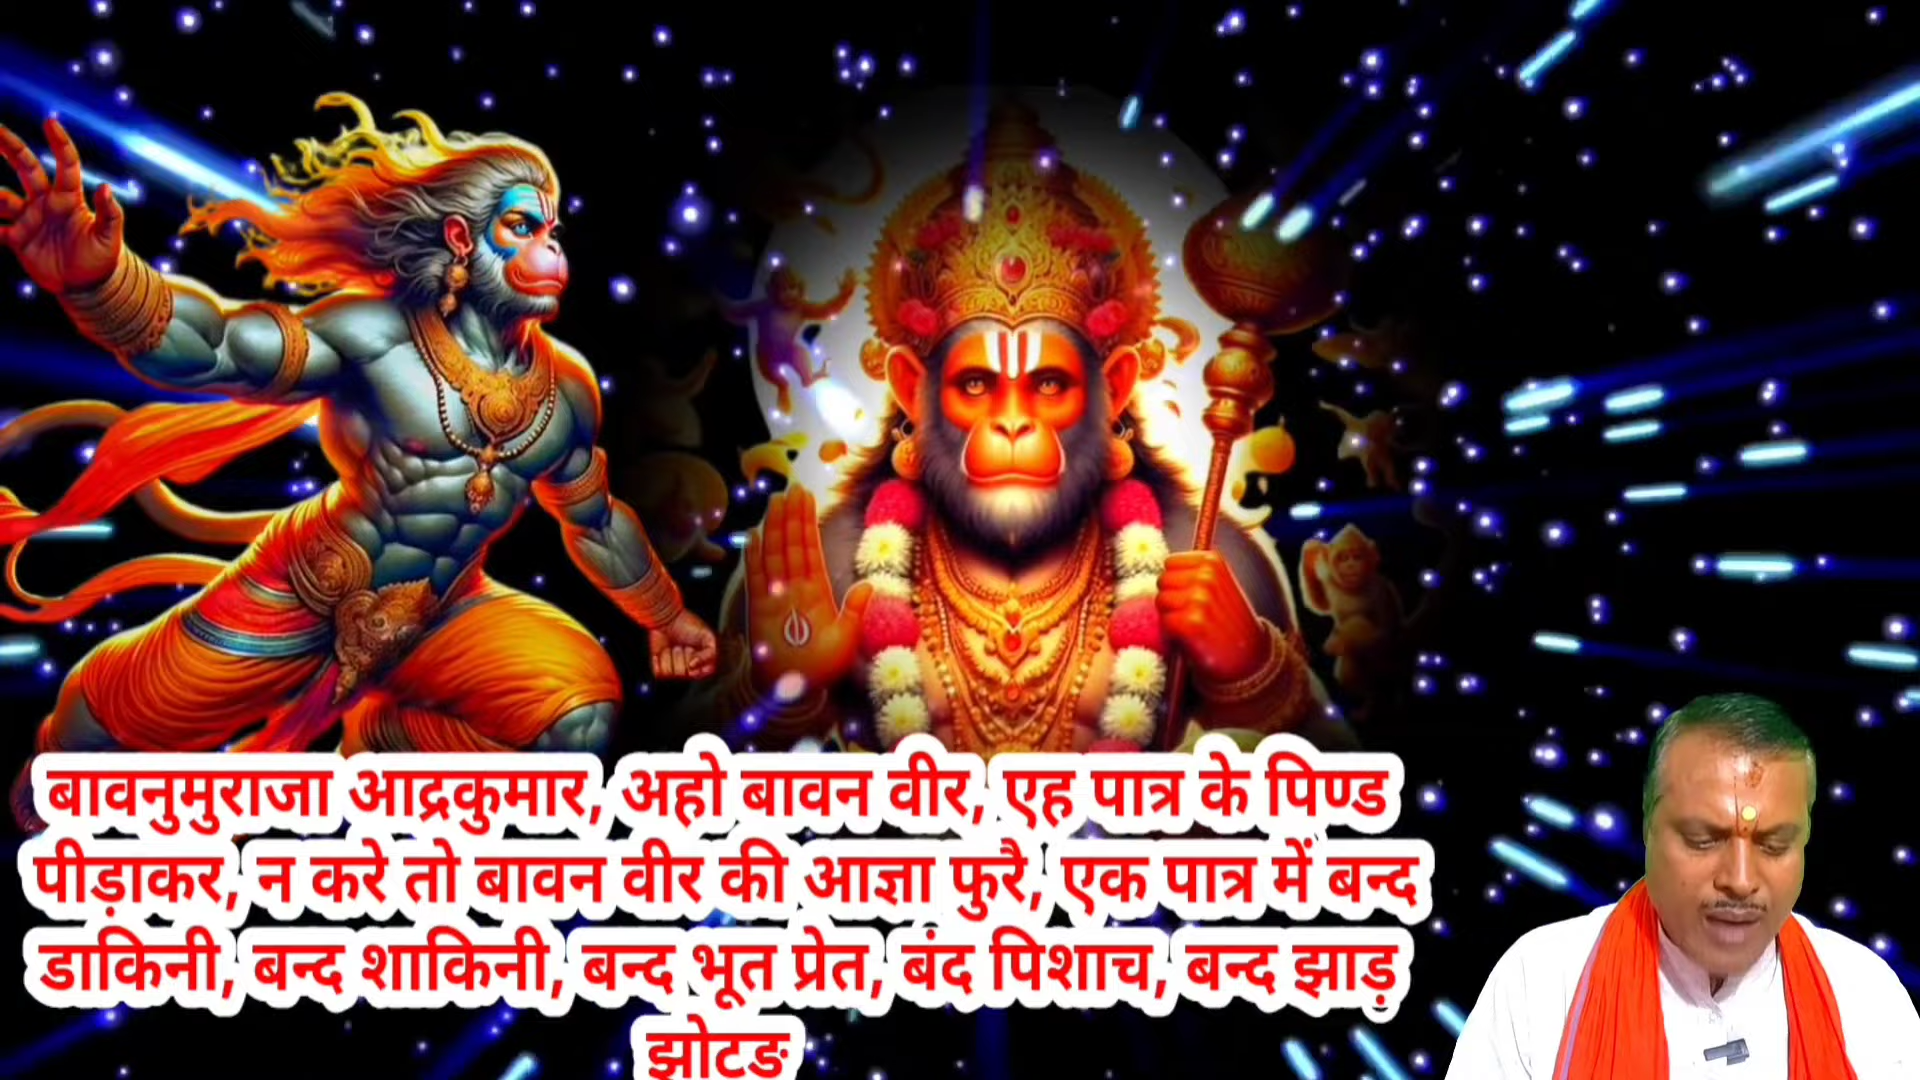 बावनुमुराजा आद्रकुमार, अहो बावन वीर, एह पात्र के पिण्ड
पीड़ाकर, न करे तो बावन वीर की आज्ञा फुरै, एक पात्र में बन्द
डाकिनी, बन्द शाकिनी, बन्द भूत प्रेत, बंद पिशाच, बन्द झाड़
झोटङ